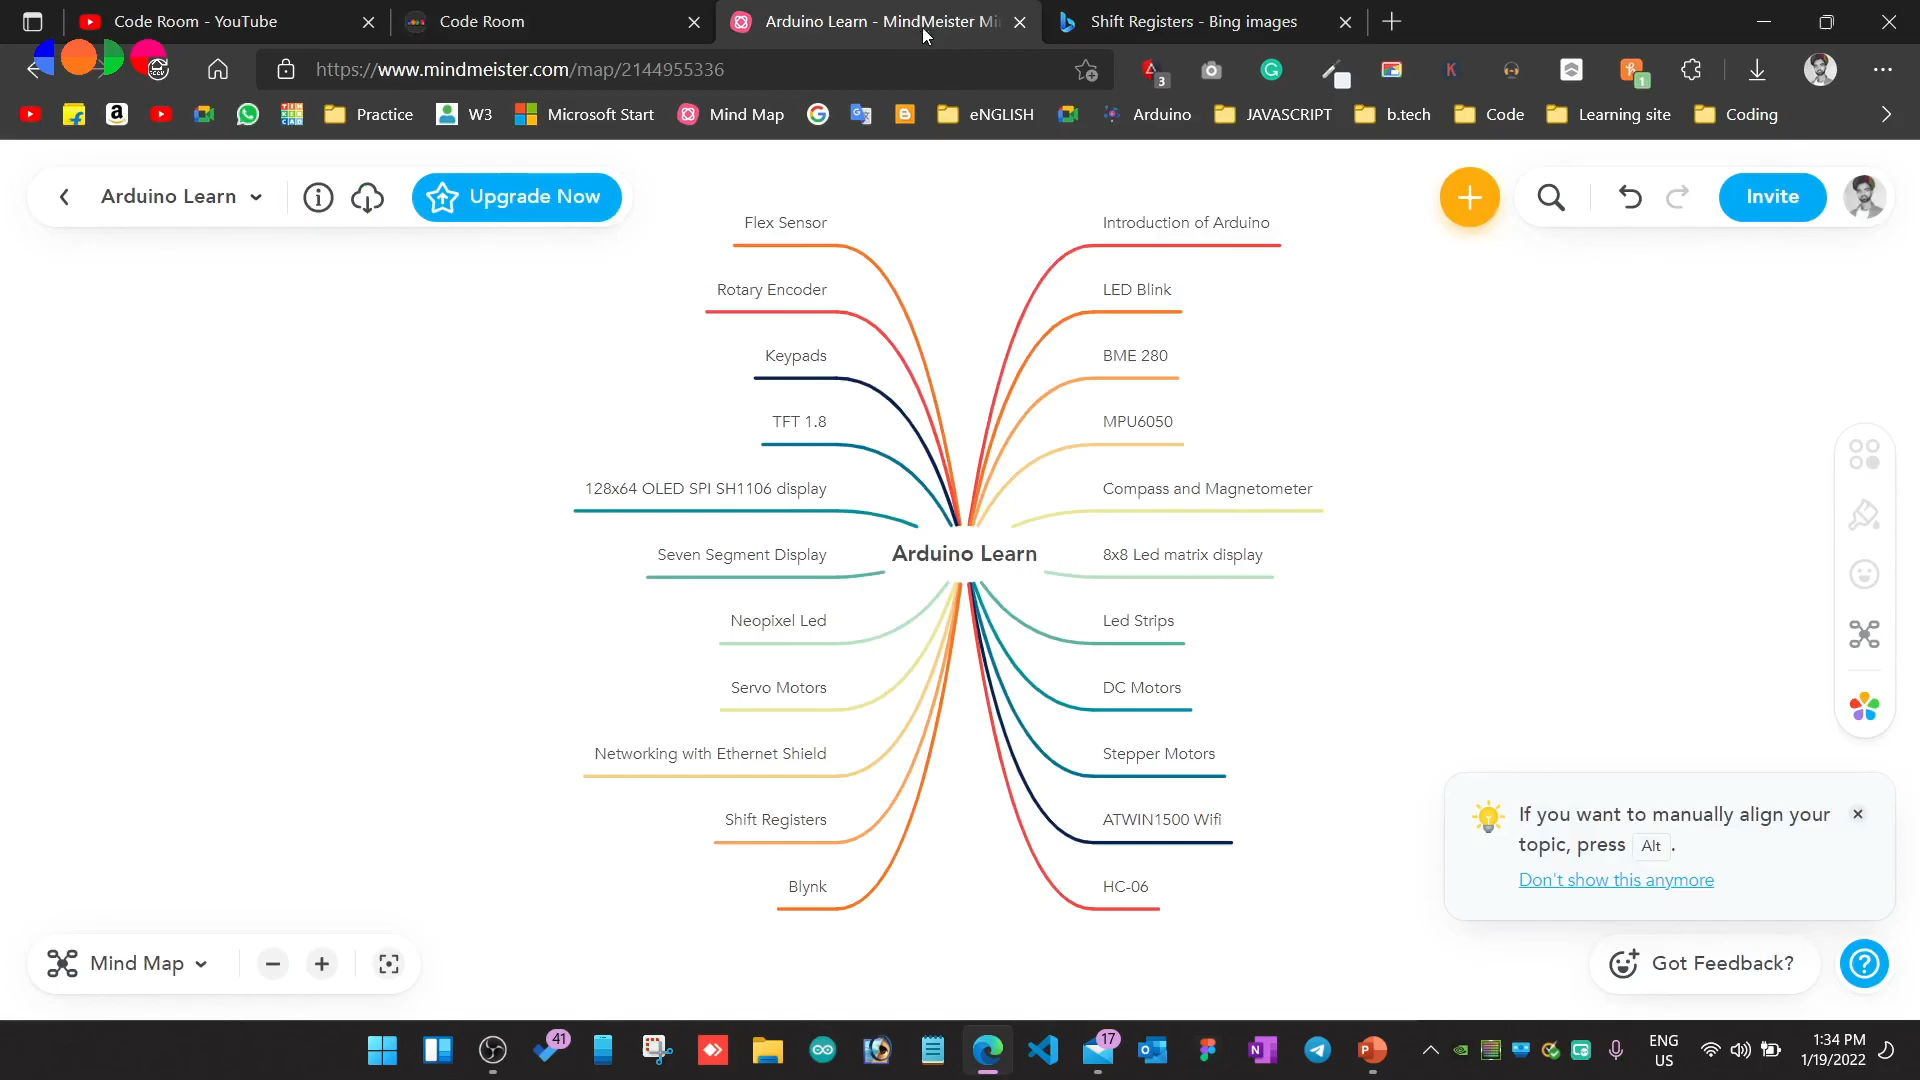 Code Room - YouTube
Code Room
Arduino Learn - MindMeister Mi
Shift Registers - Bing images
https://www.mindmeister.com/map/2144955336
3
K
1
Practice
W3
Microsoft Start
Mind Map
eNGLISH
Arduino
JAVASCRIPT
b.tech
Code
Learning site
Coding
Arduino Learn
Upgrade Now
Invite
Flex Sensor
Rotary Encoder
Keypads
TFT 1.8
128x64 OLED SPI SH1106 display
Seven Segment Display
Neopixel Led
Servo Motors
Networking with Ethernet Shield
Shift Registers
Blynk
Arduino Learn
Introduction of Arduino
LED Blink
BME 280
MPU6050
Compass and Magnetometer
8x8 Led matrix display
Led Strips
DC Motors
Stepper Motors
ATWIN1500 Wifi
HC-06
If you want to manually align your
topic, press Alt .
Don't show this anymore
Mind Map
Got Feedback?
41
17
ENG
US
1:34 PM
1/19/2022